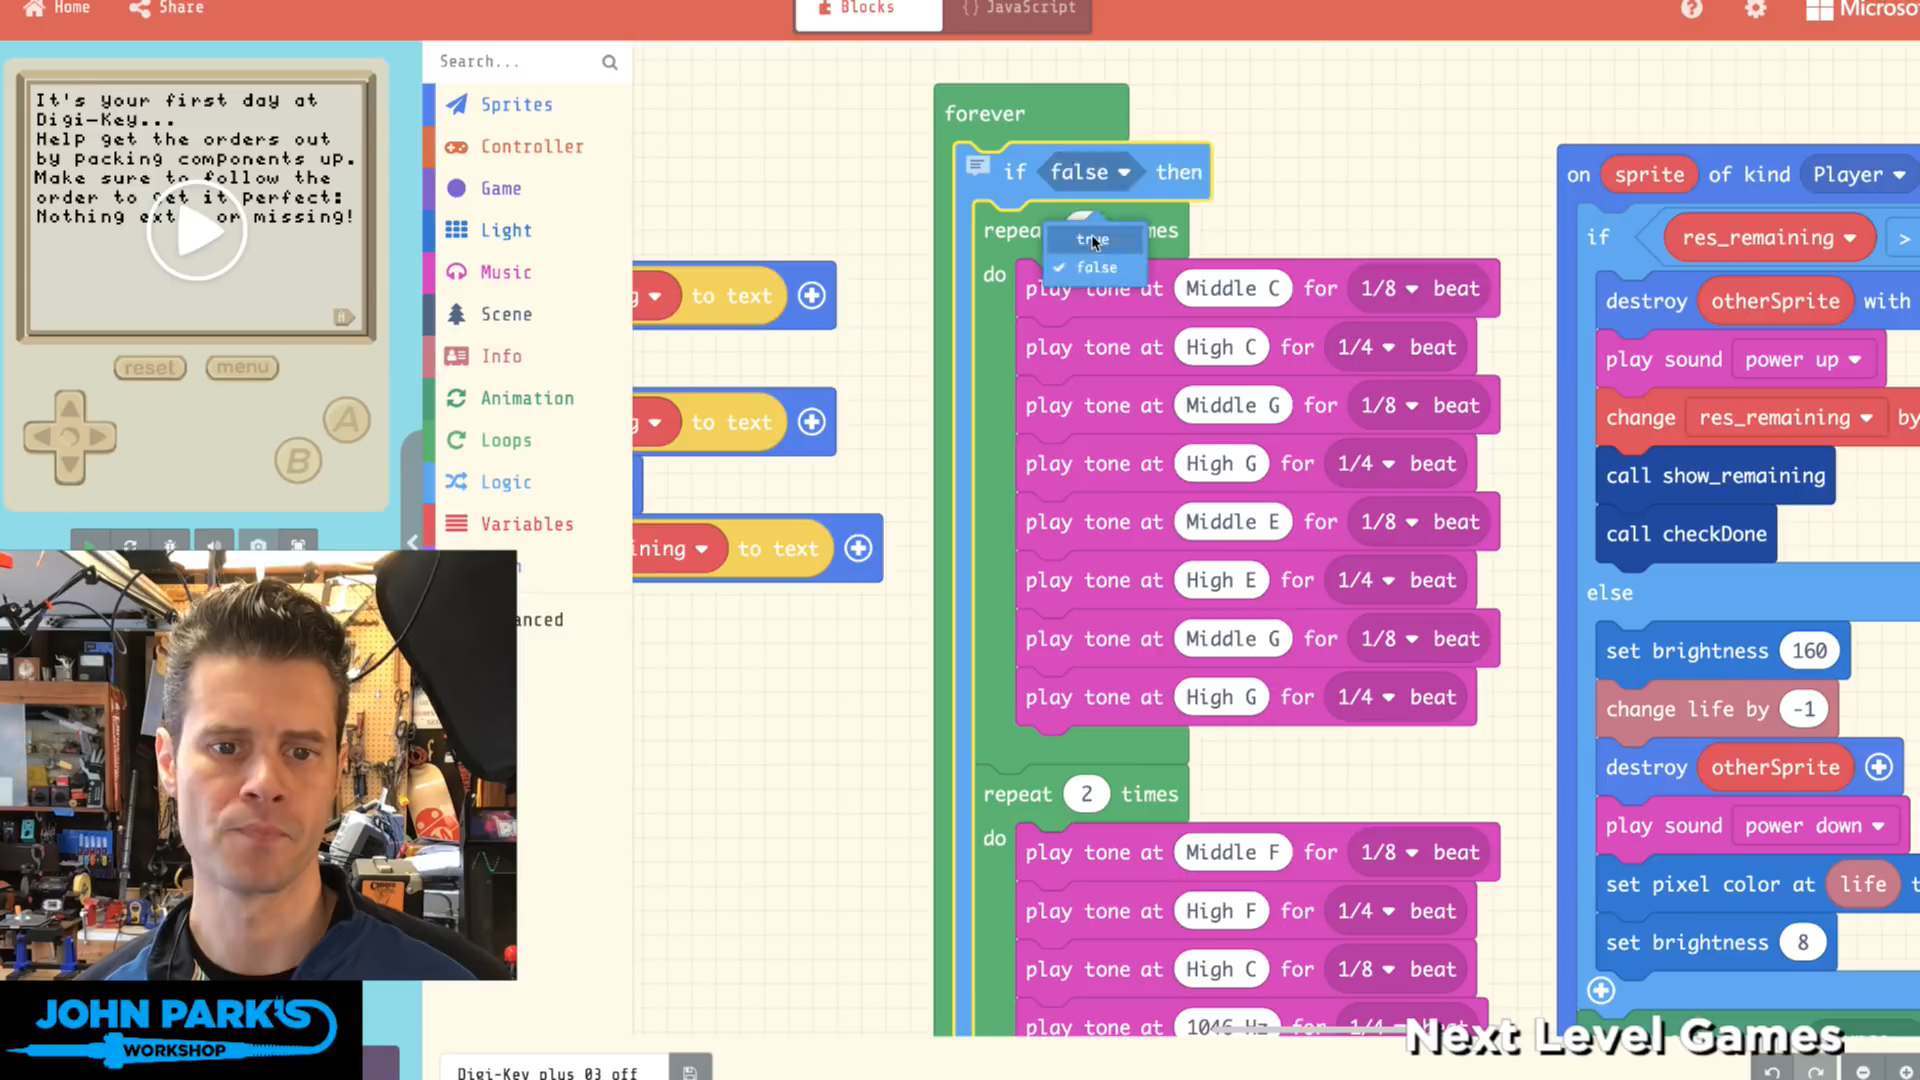 Home
Share
Blocks
{} JavaScript
It's your first day at
Digi-Key...
Help get the orders out
by packing components up.
Make sure to follow the
order to get it perfect:
Nothing or missing!
A
reset
menu
A
B
Search...
Sprites
Controller
Game
Light
Music
Scene
Info
Animation
Loops
Logic
Variables
to text
to text
to text
forever
if false then
true
false
do
play tone at Middle C for 1/8 beat
play tone at High C for 1/4 beat
play tone at Middle G for 1/8 beat
play tone at High G for 1/4 beat
play tone at Middle E for 1/8 beat
play tone at High E for 1/4 beat
play tone at Middle G for 1/8 beat
play tone at High G for 1/4 beat
repeat 2 times
do
play tone at Middle F for 1/8 beat
play tone at High F for 1/4 beat
play tone at High C for 1/8 beat
play tone at 1046 Hz for 1/4
on sprite of kind Player
if res_remaining >
destroy otherSprite with
play sound power up
change res_remaining by
call show_remaining
call checkDone
else
set brightness 160
change life by -1
destroy otherSprite
play sound power down
set pixel color at life
set brightness 8
JOHN PARK'S
WORKSHOP
Digi-Key plus 03 off
Next Level Games